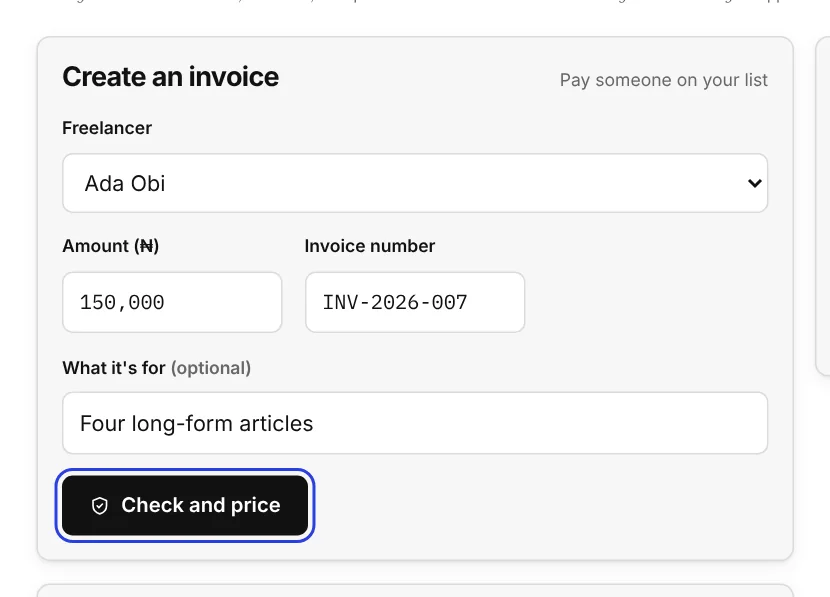 Create an invoice
Pay someone on your list
Freelancer
Ada Obi
Amount (₦)
Invoice number
150,000
INV-2026-007
What it's for (optional)
Four long-form articles
Check and price